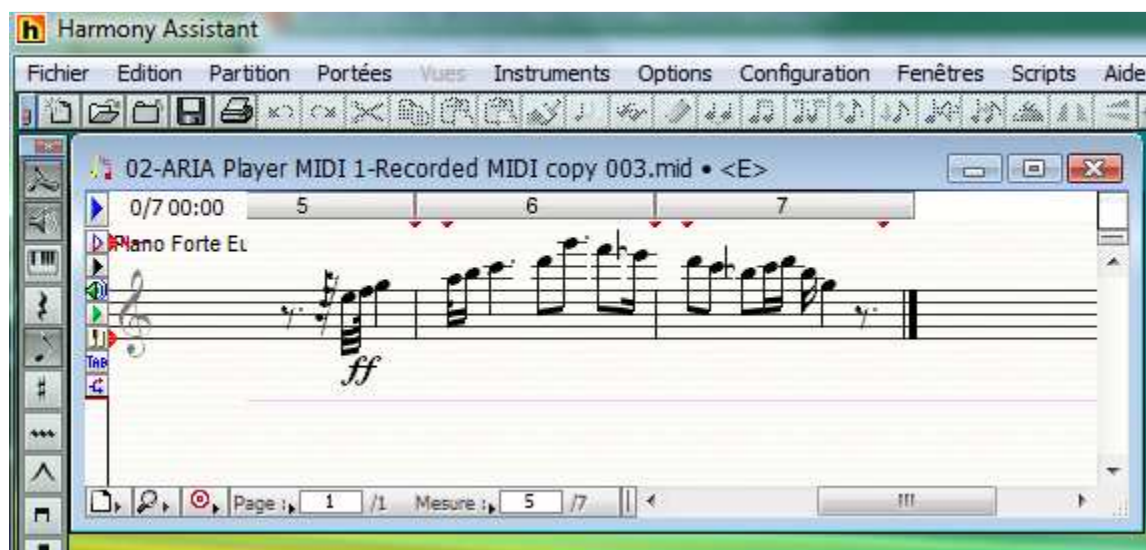 h Harmony Assistant
Fichier Edition Partition Portées Vues Instruments Options Configuration Fenêtres Scripts Aide
02-ARIA Player MIDI 1-Recorded MIDI copy 003.mid • <E>
0/7 00:00 5 6 7
Piano Forte Eu
TAB
ff
Page : 1 /1 Mesure : 5 /7